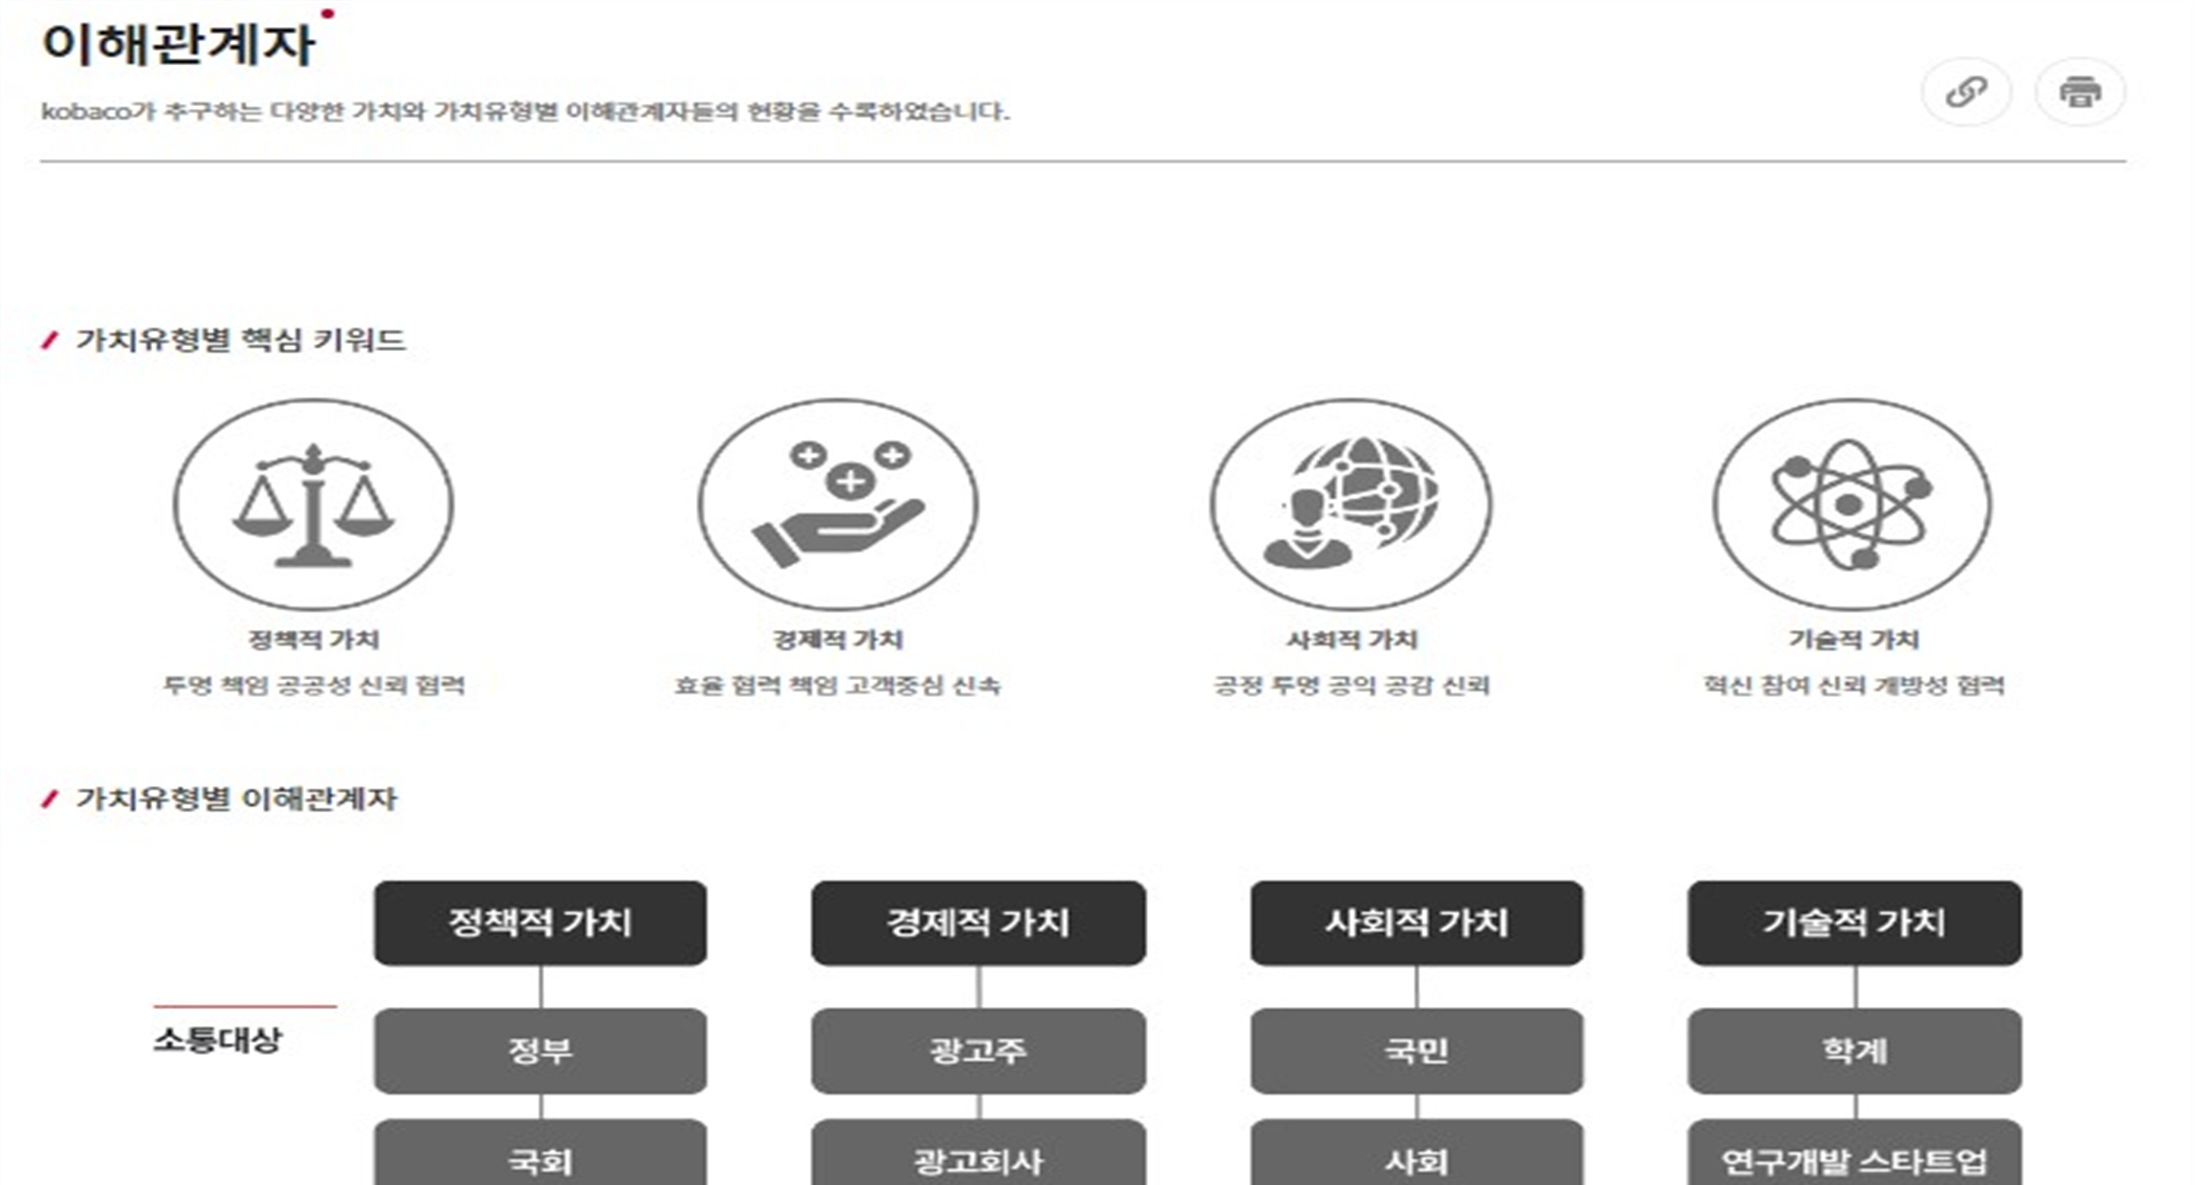 이해관계자
kobaco가 추구하는 다양한 가치와 가치유형별 이해관계자들의 현황을 수록하였습니다.
가치유형별 핵심 키워드
정책적 가치 경제적 가치 사회적 가치 기술적 가치
투명 책임 공공성 신뢰 협력 효율 협력 책임 고객중심 신속 공정 투명 공익 공감 신뢰 혁신 참여 신뢰 개방성 협력
가치유형별 이해관계자
정책적 가치 경제적 가치 사회적 가치 기술적 가치
소통대상 정부 광고주 국민 학계
국회 광고회사 사회 연구개발 스타트업